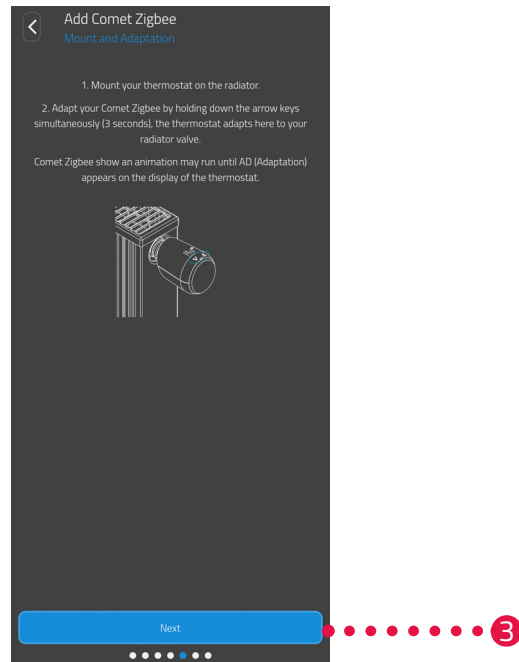 Add Comet Zigbee
Mount and Adaptation
1. Mount your thermostat on the radiator.
2. Adapt your Comet Zigbee by holding down the arrow keys
simultaneously (3 seconds), the thermostat adapts here to your
radiator valve.
Comet Zigbee show an animation may run until AD (Adaptation)
appears on the display of the thermostat.
Next
3